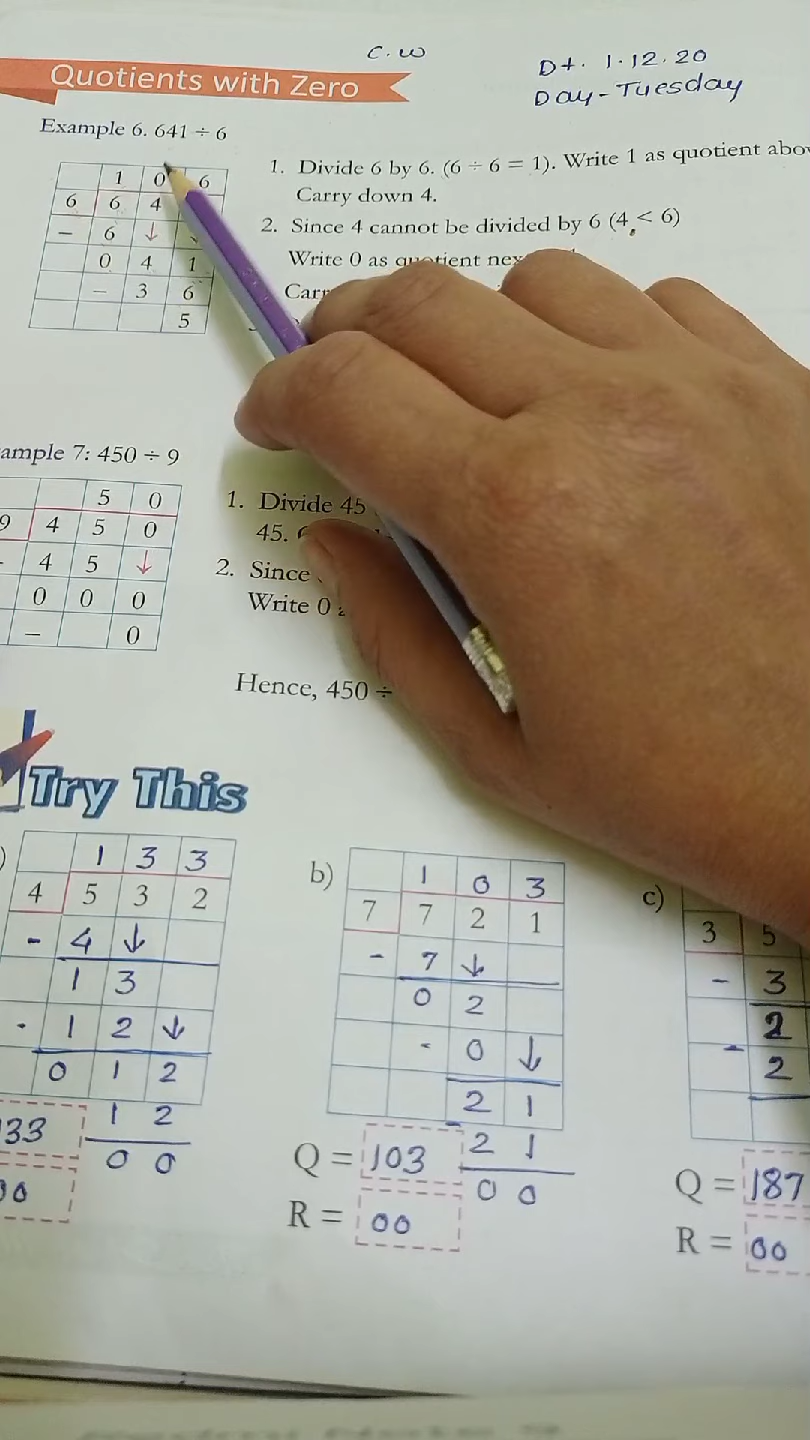 C.W
Dt. 1.12.20
Day-Tuesday
Quotients with Zero
Example 6. 641 ÷ 6
1 0 6
6 6 4
− 6 ↓
0 4 1
− 3 6
5
1. Divide 6 by 6. (6 ÷ 6 = 1). Write 1 as quotient
Carry down 4.
2. Since 4 cannot be divided by 6 (4 < 6)
Write 0 as quotient
7: 450 ÷ 9
5 0
9 4 5 0
4 5 ↓
0 0 0
− 0
1. Divide 45
45.
2. Since
Write 0
Hence, 450 ÷
Try This
1 3 3
4 5 3 2
- 4 ↓
1 3
- 1 2 ↓
0 1 2
1 2
0 0
b)
1 0 3
7 7 2 1
- 7 ↓
0 2
- 0 ↓
2 1
- 2 1
0 0
Q = 103
R = 00
c)
3 5
- 3
2
- 2
Q = 187
R = 00